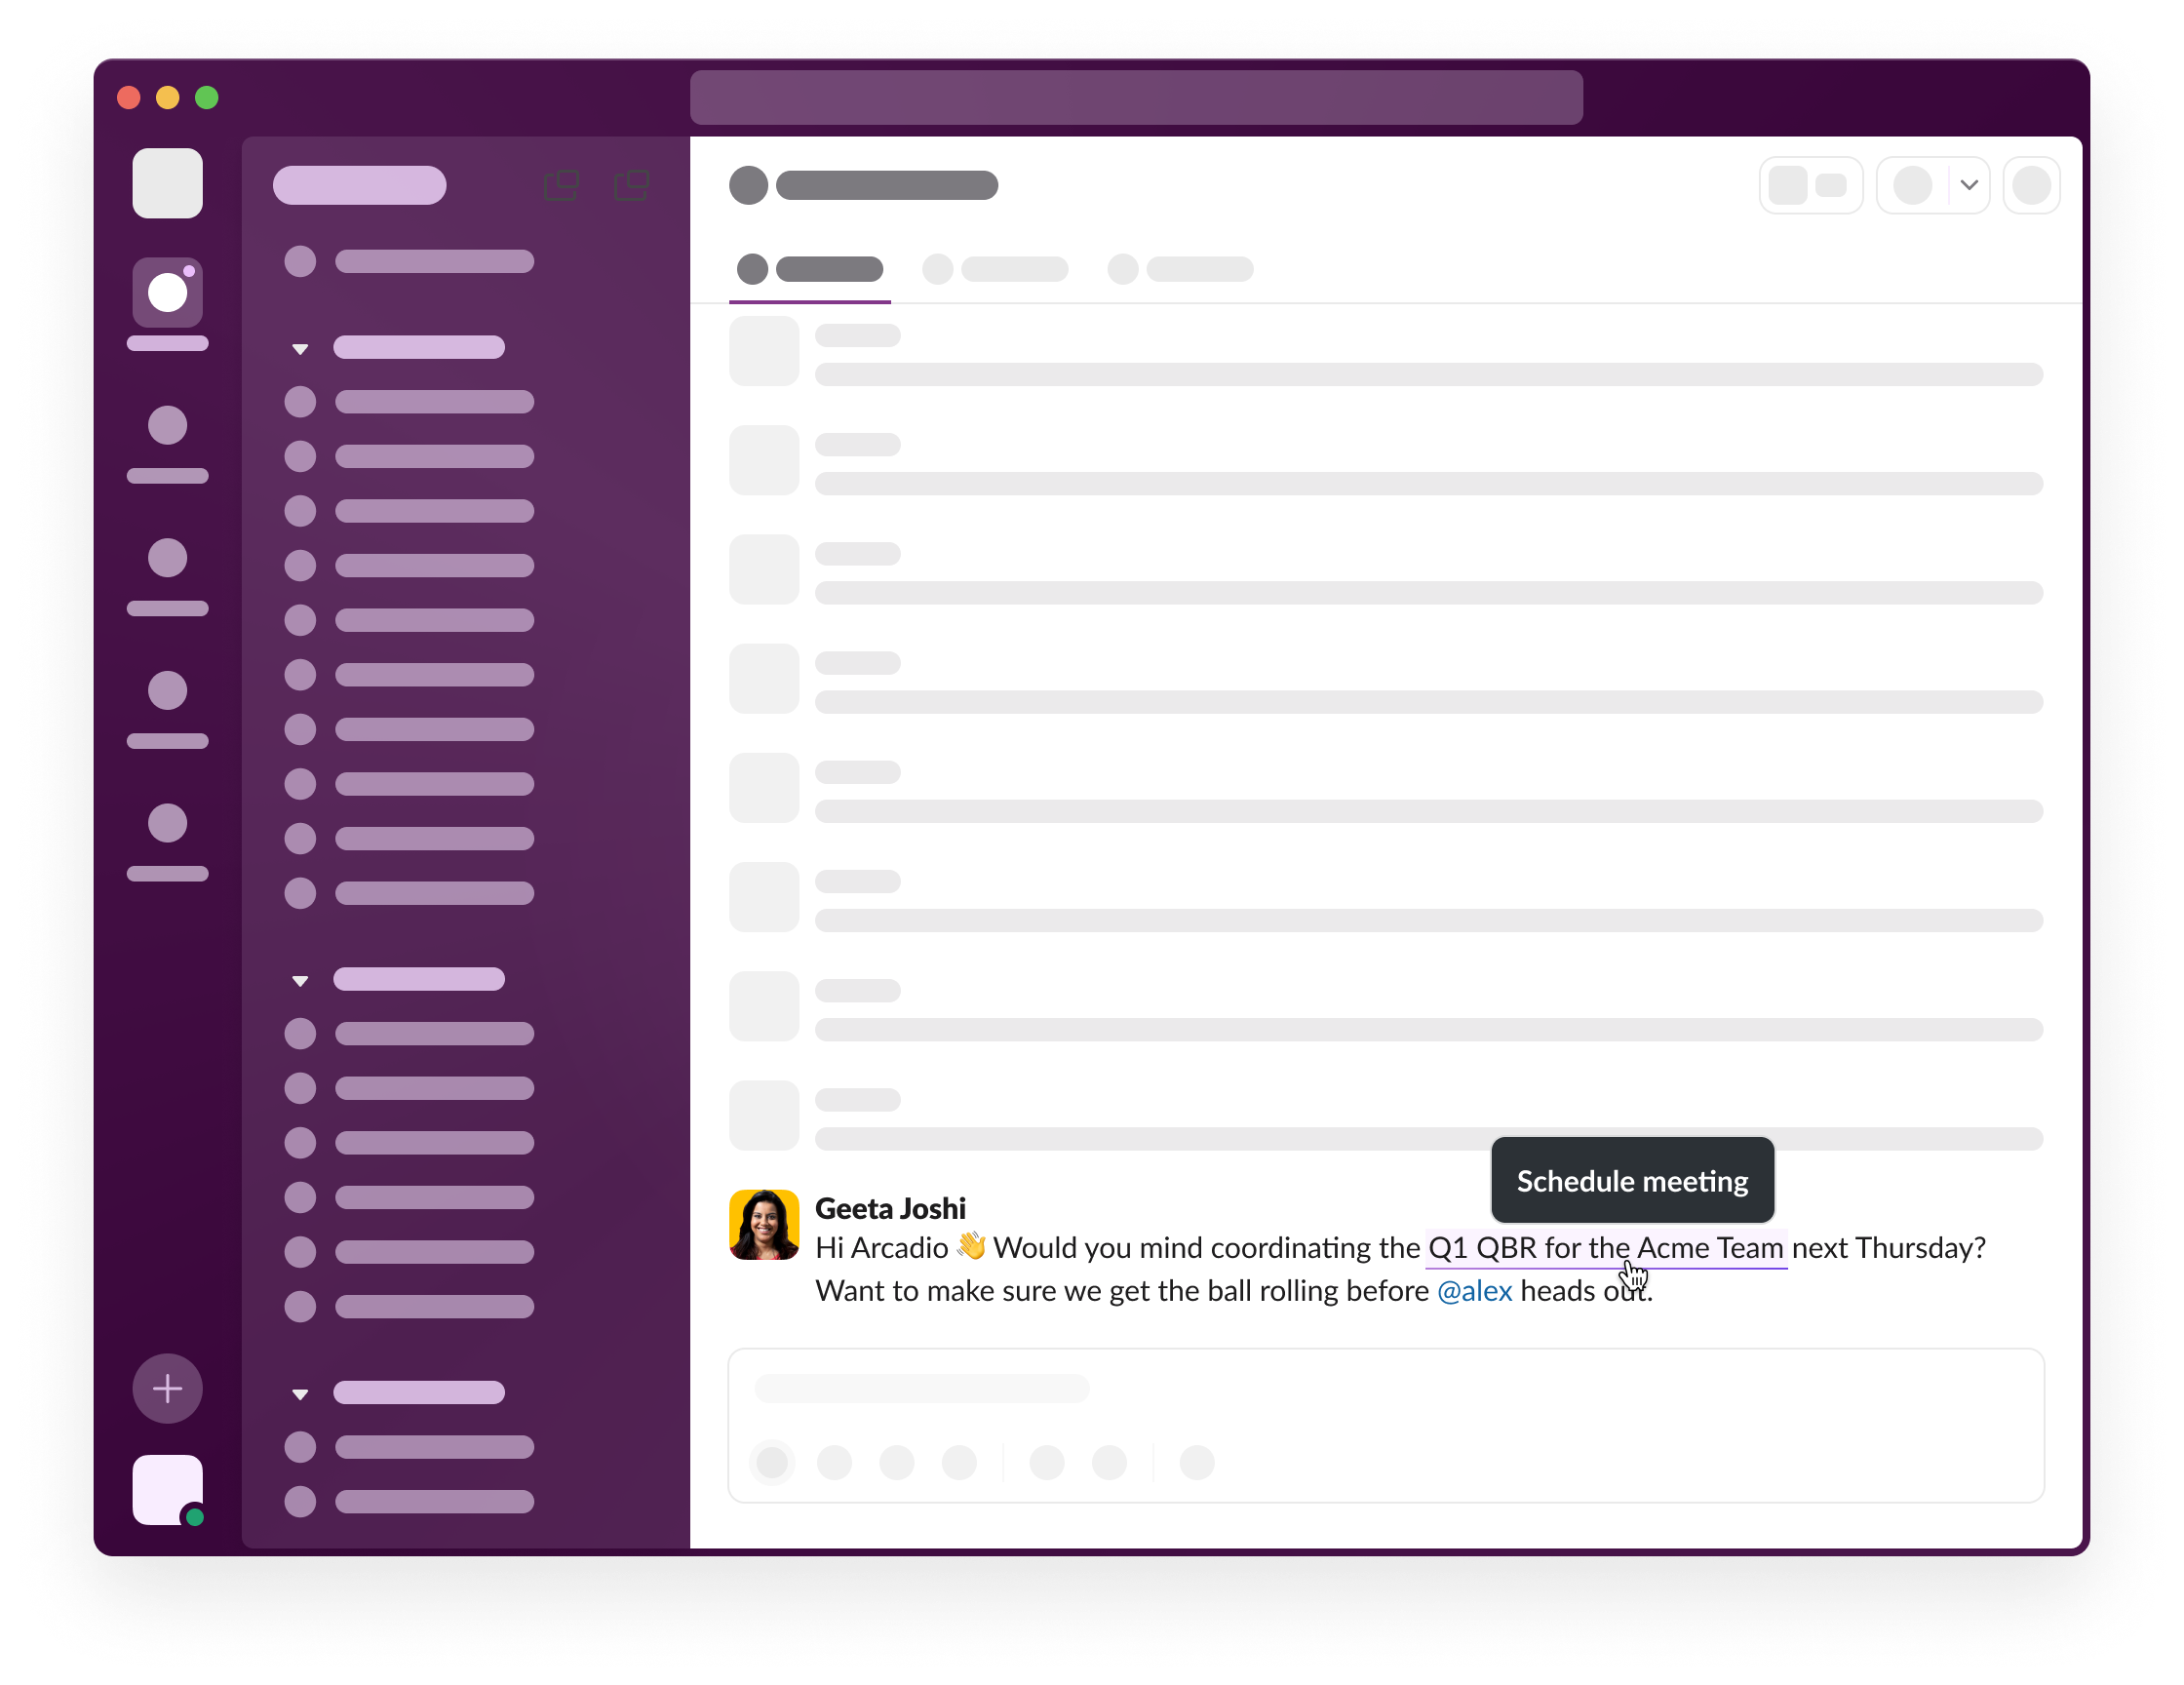 Schedule meeting
Geeta Joshi
Hi Arcadio 👋 Would you mind coordinating the Q1 QBR for the Acme Team next Thursday?
Want to make sure we get the ball rolling before @alex heads out.